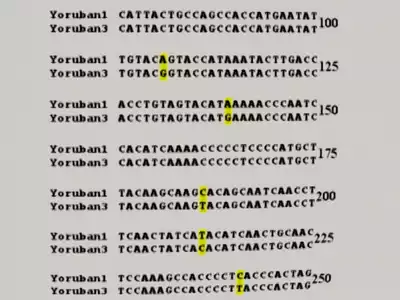 Yoruban1 CATTACTGCCAGCCACCATGAATAT
Yoruban3 CATTACTGCCAGCCACCATGAATAT 100
Yoruban1 TGTACAGTACCATAAATACTTGACC
Yoruban3 TGTACGGTACCATAAATACTTGACC 125
Yoruban1 ACCTGTAGTACATAAAAACCCAATC
Yoruban3 ACCTGTAGTACATGAAAACCCAATC 150
Yoruban1 CACATCAAAACCCCCTCCCCATGCT
Yoruban3 CACATCAAAACCCCCTCCCCATGCT 175
Yoruban1 TACAAGCAAGCACAGCAATCAACCT
Yoruban3 TACAAGCAAGTACAGCAATCAACCT 200
Yoruban1 TCAACTATCATACATCAACTGCAAC
Yoruban3 TCAACTATCACACATCAACTGCAAC 225
Yoruban1 TCCAAAGCCACCCCTCACCCACTAG
Yoruban3 TCCAAAGCCACCCCTTACCCACTAG 250